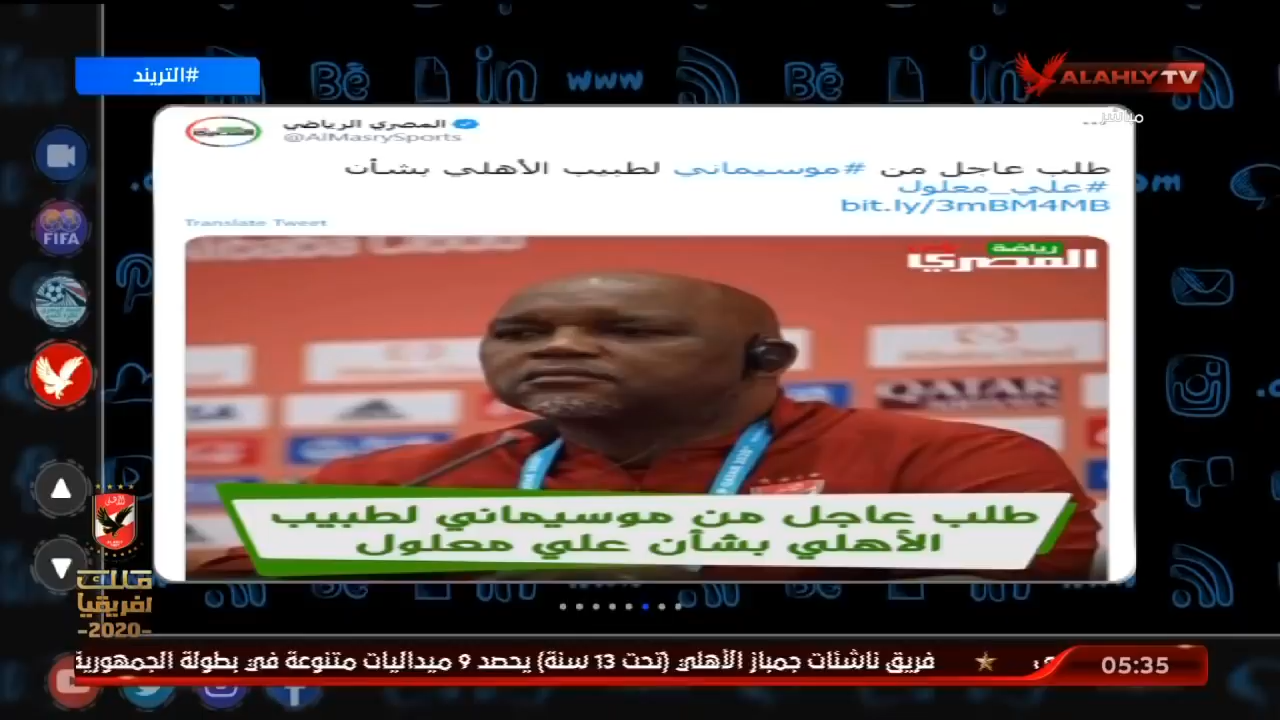 #التريند
ALAHLY TV
مباشر
المصري الرياضي
@AlMasrySports
طلب عاجل من #موسيماني لطبيب الأهلي بشأن
#علي_معلول
bit.ly/3mBM4MB
Translate Tweet
Alibaba Cloud
رياضة
المصري
FIFA
QATAR
طلب عاجل من موسيماني لطبيب
الأهلي بشأن علي معلول
ملك
افريقيا
-2020-
فريق ناشئات جمباز الأهلي (تحت 13 سنة) يحصد 9 ميداليات متنوعة في بطولة الجمهورية
05:35